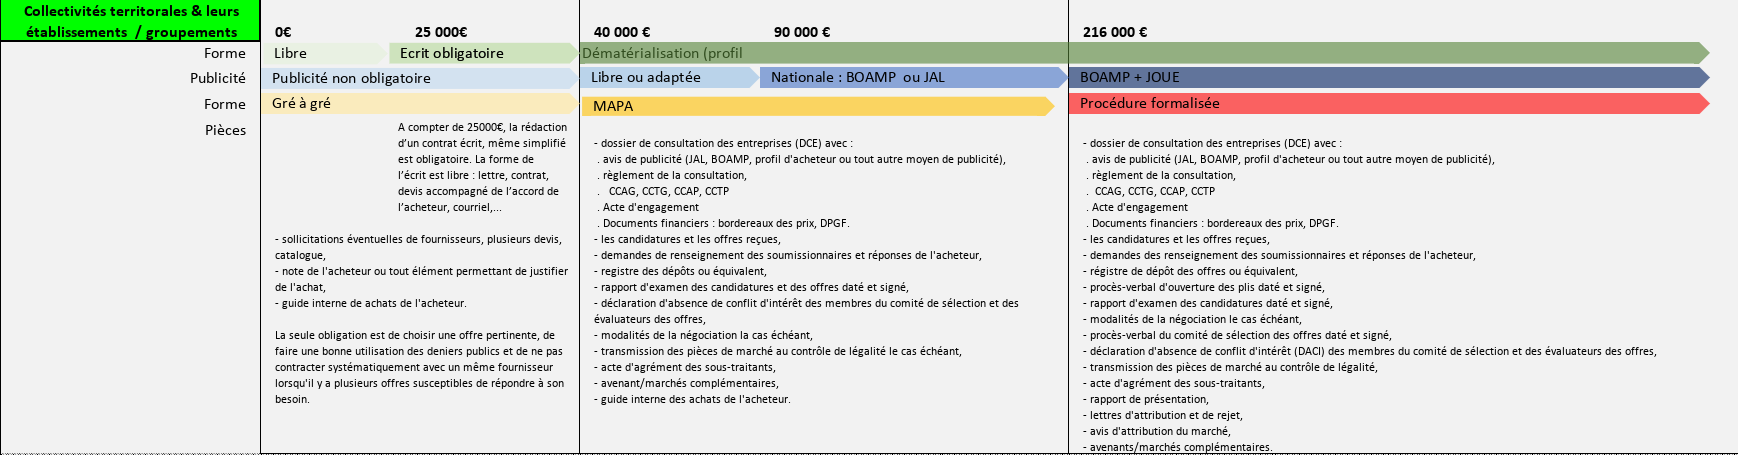 Collectivités territorales & leurs
établissements / groupements
0€
25 000€
40 000 €
90 000 €
216 000 €
Forme
Libre
Ecrit obligatoire
Dématérialisation (profil
Publicité
Publicité non obligatoire
Libre ou adaptée
Nationale : BOAMP ou JAL
BOAMP + JOUE
Forme
Gré à gré
MAPA
Procédure formalisée
Pièces
A compter de 25000€, la rédaction
d'un contrat écrit, même simplifié
est obligatoire. La forme de
l'écrit est libre : lettre, contrat,
devis accompagné de l'accord de
l'acheteur, courriel,...
- sollicitations éventuelles de fournisseurs, plusieurs devis,
catalogue,
- note de l'acheteur ou tout élément permettant de justifier
de l'achat,
- guide interne de achats de l'acheteur.
La seule obligation est de choisir une offre pertinente, de
faire une bonne utilisation des deniers publics et de ne pas
contracter systématiquement avec un même fournisseur
lorsqu'il y a plusieurs offres susceptibles de répondre à son
besoin.
- dossier de consultation des entreprises (DCE) avec :
. avis de publicité (JAL, BOAMP, profil d'acheteur ou tout autre moyen de publicité),
. règlement de la consultation,
. CCAG, CCTG, CCAP, CCTP
. Acte d'engagement
. Documents financiers : bordereaux des prix, DPGF.
- les candidatures et les offres reçues,
- demandes de renseignement des soumissionnaires et réponses de l'acheteur,
- registre des dépôts ou équivalent,
- rapport d'examen des candidatures et des offres daté et signé,
- déclaration d'absence de conflit d'intérêt des membres du comité de sélection et des
évaluateurs des offres,
- modalités de la négociation la cas échéant,
- transmission des pièces de marché au contrôle de légalité le cas échéant,
- acte d'agrément des sous-traitants,
- avenant/marchés complémentaires,
- guide interne des achats de l'acheteur.
- dossier de consultation des entreprises (DCE) avec :
. avis de publicité (JAL, BOAMP, profil d'acheteur ou tout autre moyen de publicité),
. règlement de la consultation,
. CCAG, CCTG, CCAP, CCTP
. Acte d'engagement
. Documents financiers : bordereaux des prix, DPGF.
- les candidatures et les offres reçues,
- demandes des renseignement des soumissionnaires et réponses de l'acheteur,
- régistre de dépôt des offres ou équivalent,
- procès-verbal d'ouverture des plis daté et signé,
- rapport d'examen des candidatures daté et signé,
- modalités de la négociation le cas échéant,
- procès-verbal du comité de sélection des offres daté et signé,
- déclaration d'absence de conflit d'intérêt (DACI) des membres du comité de sélection et des évaluateurs des offres,
- transmission des pièces de marché au contrôle de légalité,
- acte d'agrément des sous-traitants,
- rapport de présentation,
- lettres d'attribution et de rejet,
- avis d'attribution du marché,
- avenants/marchés complémentaires.